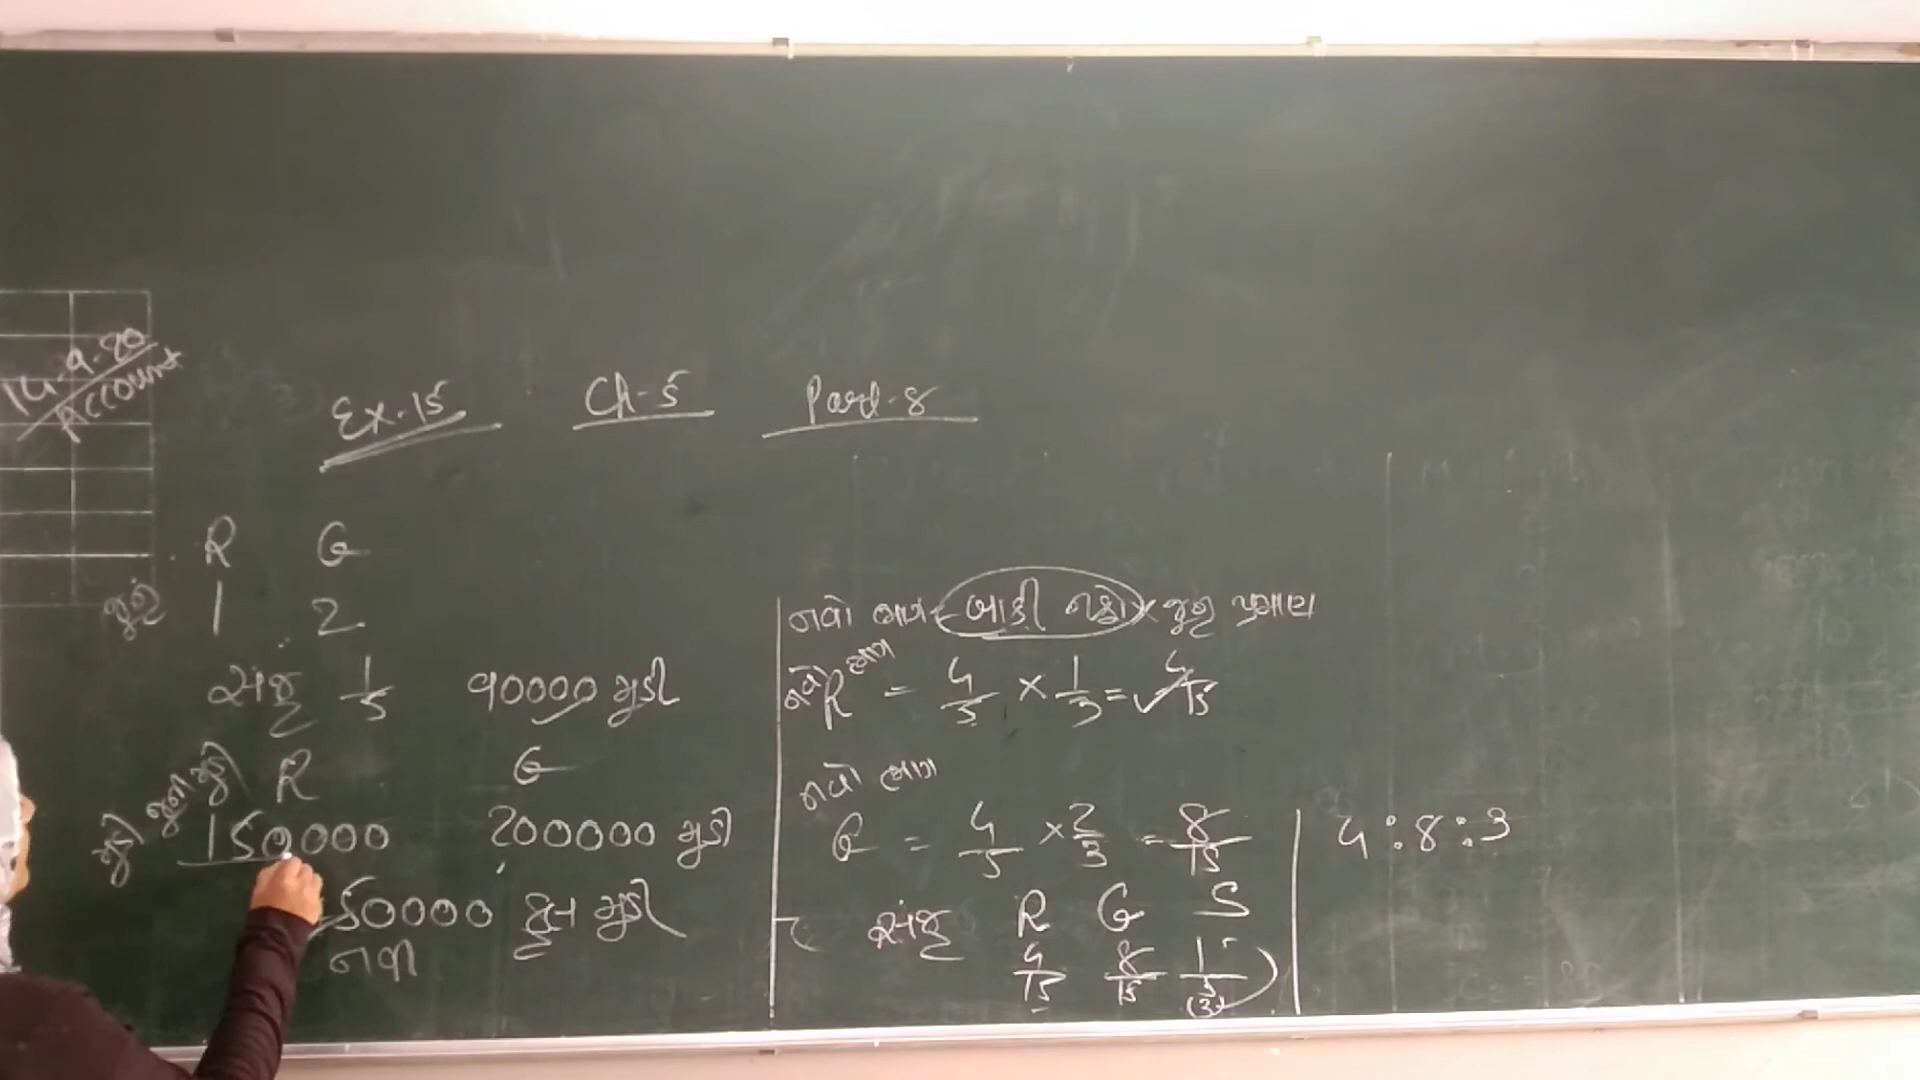 14-9-20
Account
Ex-15 Ch-5 Part-8
R G
જુનું 1 2
સંજુ 1/5 90000 મુડી
જુની મુડી R G
મુડી 150000 200000 મુડી
50000 કુલ મુડી
નવી
નવો ભાગ = બાકી નફો × જુનુ પ્રમાણ
નવો ભાગ
R = 4/5 × 1/3 = 4/15
નવો ભાગ
G = 4/5 × 2/3 = 8/15
સંજુ R G S
4/15 8/15 1/5
(3)
4 : 8 : 3